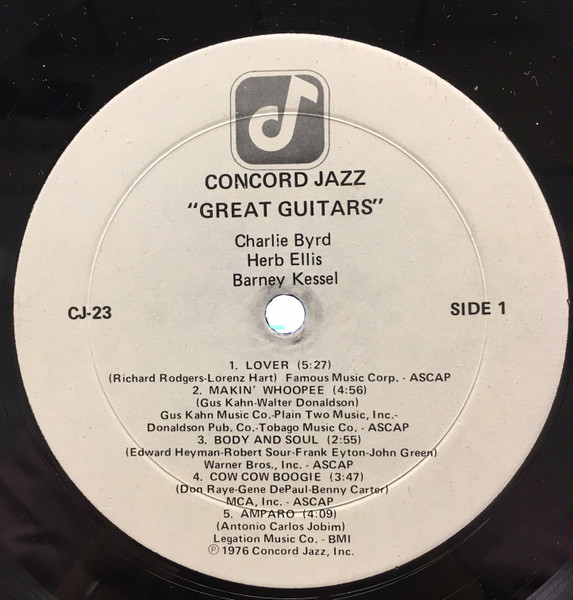 CONCORD JAZZ
"GREAT GUITARS"
Charlie Byrd
Herb Ellis
Barney Kessel
CJ-23
SIDE 1
1. LOVER (5:27)
(Richard Rodgers-Lorenz Hart) Famous Music Corp. - ASCAP
2. MAKIN' WHOOPEE (4:56)
(Gus Kahn-Walter Donaldson)
Gus Kahn Music Co.-Plain Two Music, Inc.-
Donaldson Pub. Co.-Tobago Music Co. - ASCAP
3. BODY AND SOUL (2:55)
(Edward Heyman-Robert Sour-Frank Eyton-John Green)
Warner Bros., Inc. - ASCAP
4. COW COW BOOGIE (3:47)
(Don Raye-Gene DePaul-Benny Carter)
MCA, Inc. - ASCAP
5. AMPARO (4:09)
(Antonio Carlos Jobim)
Legation Music Co. - BMI
℗ 1976 Concord Jazz, Inc.